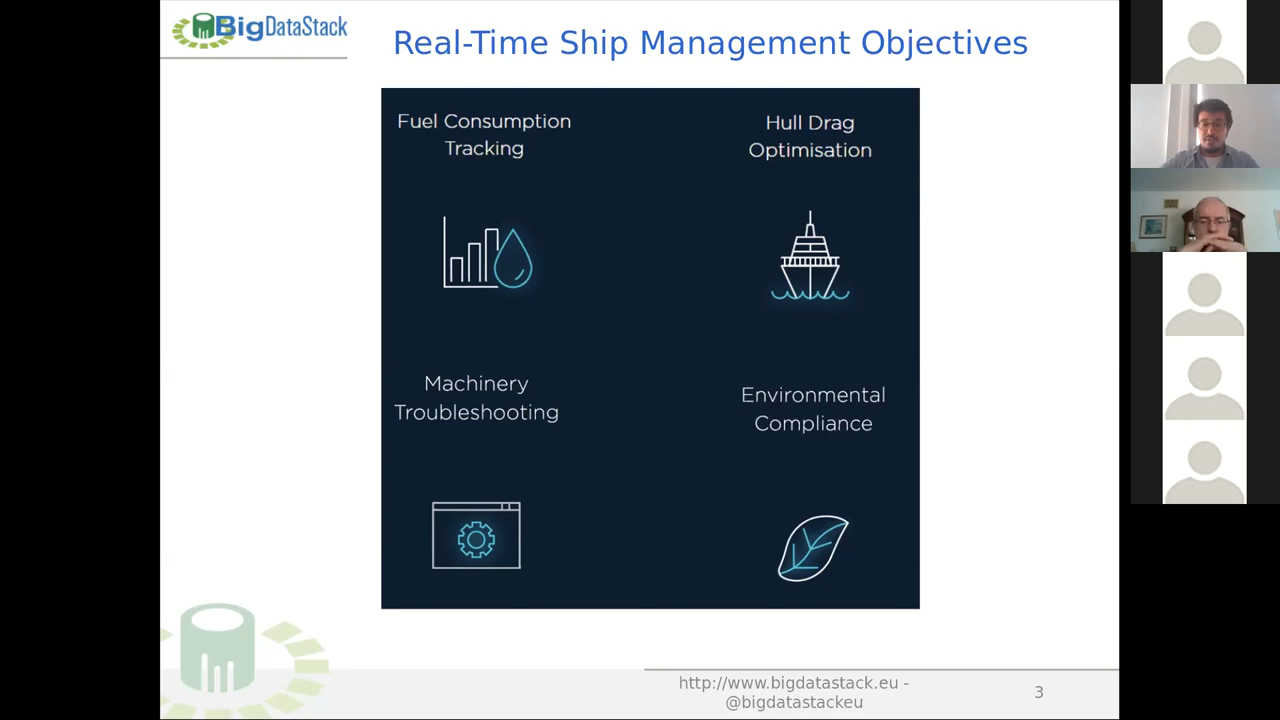 BigDataStack
Real-Time Ship Management Objectives
Fuel Consumption
Tracking
Hull Drag
Optimisation
Machinery
Troubleshooting
Environmental
Compliance
http://www.bigdatastack.eu -
@bigdatastackeu
3